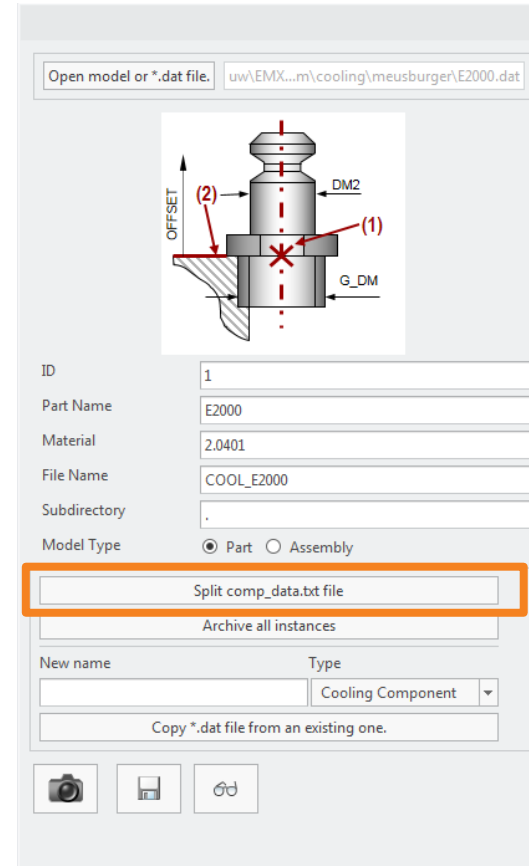 Open model or *.dat file. uw\EMX...m\cooling\meusburger\E2000.dat
OFFSET
(2)
DM2
(1)
G_DM
ID 1
Part Name E2000
Material 2.0401
File Name COOL_E2000
Subdirectory .
Model Type Part Assembly
Split comp_data.txt file
Archive all instances
New name Type
Cooling Component
Copy *.dat file from an existing one.